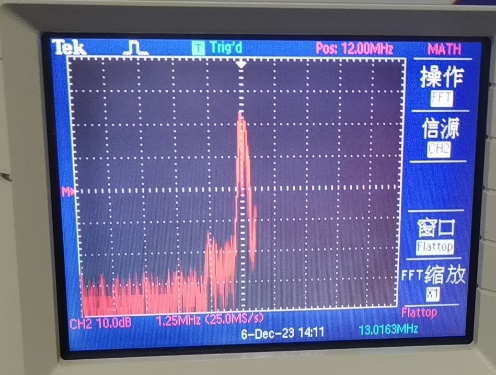 Tek T Trig'd Pos: 12.00MHz MATH
操作
FFT
信源
CH2
M
窗口
Flattop
FFT缩放
X1
CH2 10.0dB 1.25MHz (25.0MS/s) Flattop
6-Dec-23 14:11 13.0163MHz